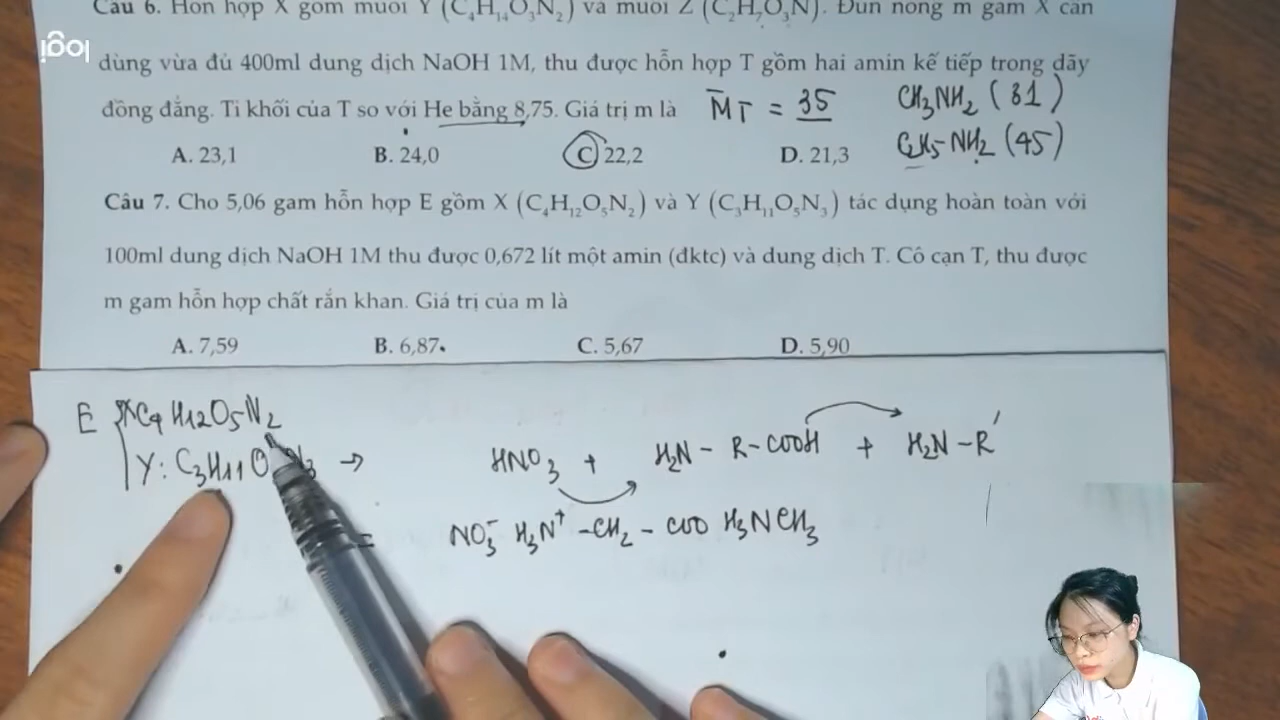 Câu 6. Hỗn hợp X gồm muối Y (C₄H₁₄O₃N₂) và muối Z (C₂H₇O₃N). Đun nóng m gam X cần
logi
dùng vừa đủ 400ml dung dịch NaOH 1M, thu được hỗn hợp T gồm hai amin kế tiếp trong dãy
đồng đẳng. Tỉ khối của T so với He bằng 8,75. Giá trị m là M̅T = 35 CH₃NH₂ (31)
A. 23,1 B. 24,0 C 22,2 D. 21,3 C₂H₅NH₂ (45)
Câu 7. Cho 5,06 gam hỗn hợp E gồm X (C₄H₁₂O₅N₂) và Y (C₃H₁₁O₅N₃) tác dụng hoàn toàn với
100ml dung dịch NaOH 1M thu được 0,672 lít một amin (đktc) và dung dịch T. Cô cạn T, thu được
m gam hỗn hợp chất rắn khan. Giá trị của m là
A. 7,59 B. 6,87 C. 5,67 D. 5,90
E X C₄H₁₂O₅N₂
Y: C₃H₁₁O → HNO₃ + H₂N - R - COOH + H₂N - R'
= NO₃⁻ H₃N⁺ - CH₂ - COO H₃NCH₃